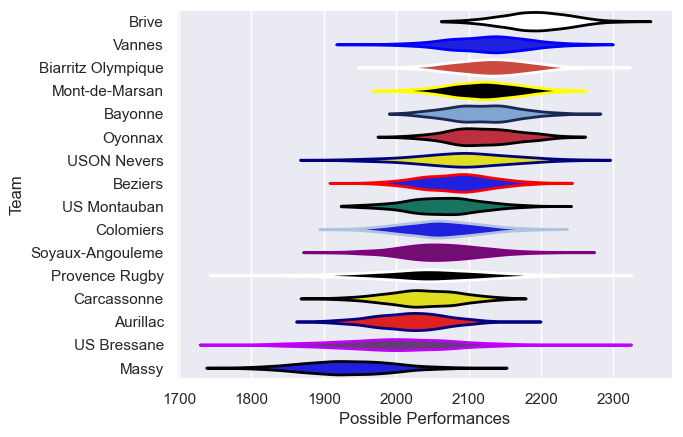 Brive
Vannes
Biarritz Olympique
Mont-de-Marsan
Bayonne
Oyonnax
USON Nevers
Beziers
US Montauban
Colomiers
Soyaux-Angouleme
Provence Rugby
Carcassonne
Aurillac
US Bressane
Massy
Team
1700 1800 1900 2000 2100 2200 2300
Possible Performances